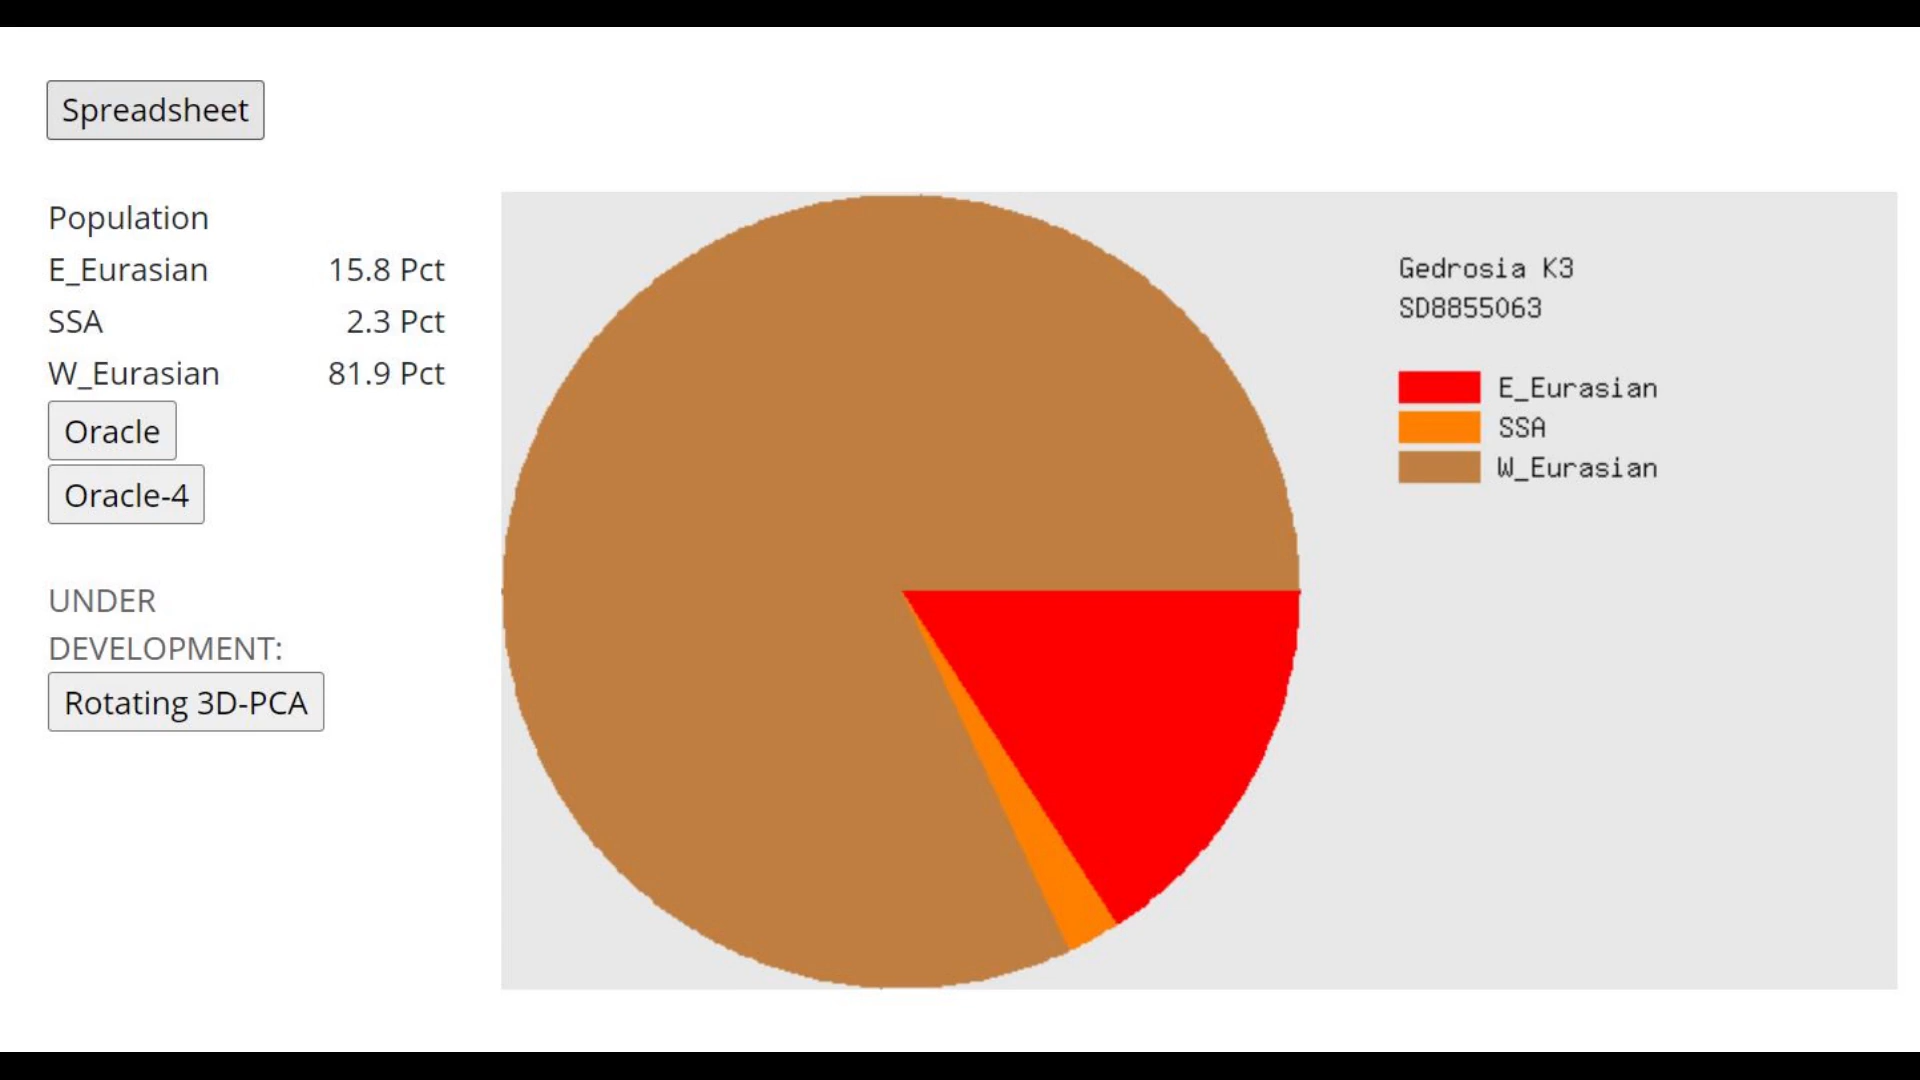 Spreadsheet
Population
E_Eurasian 15.8 Pct
SSA 2.3 Pct
W_Eurasian 81.9 Pct
Oracle
Oracle-4
UNDER
DEVELOPMENT:
Rotating 3D-PCA
Gedrosia K3
SD8855063
E_Eurasian
SSA
W_Eurasian